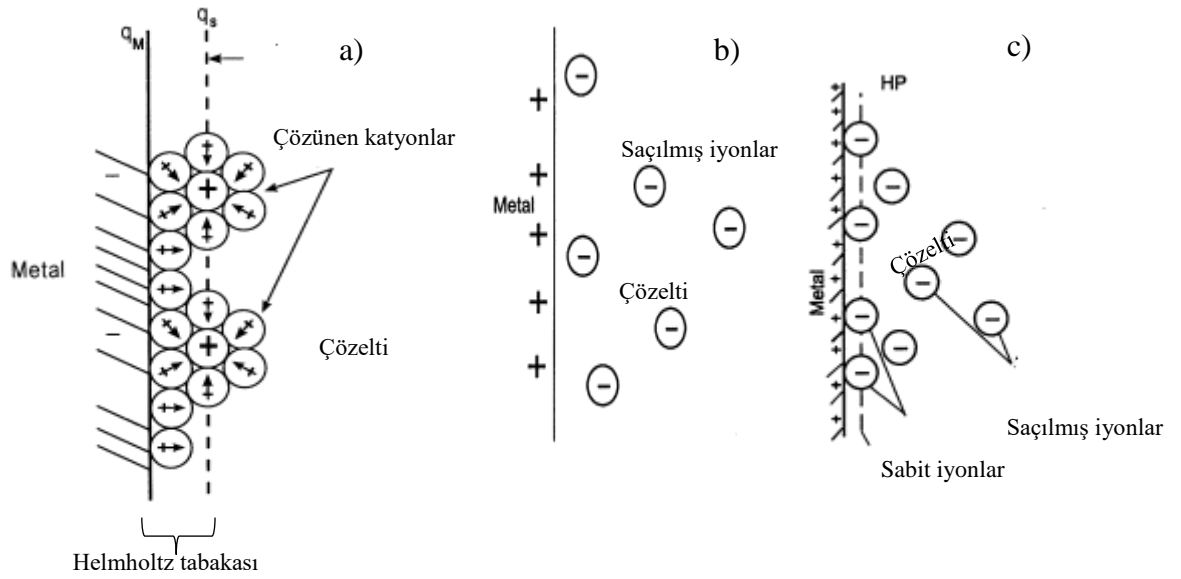 qM
qs
a)
Çözünen katyonlar
Metal
Çözelti
Helmholtz tabakası
b)
Saçılmış iyonlar
Metal
Çözelti
c)
HP
Çözelti
Metal
Saçılmış iyonlar
Sabit iyonlar